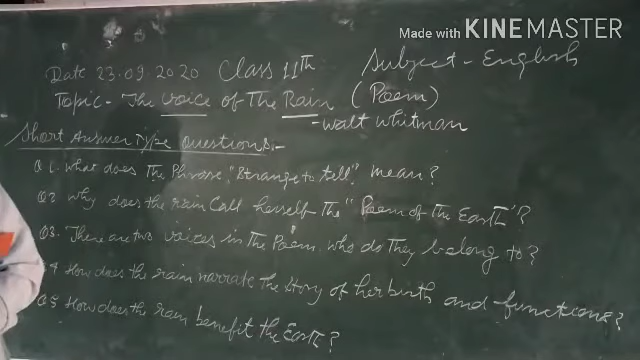 Made with KINEMASTER
Date 23.09.2020 Class 11th Subject - English
Topic - The voice of The Rain (Poem)
- Walt Whitman
Short Answer Type Questions:-
Q1. What does The Phrase, "Strange to tell" mean?
Q2 Why does the rain call herself the "Poem of the Earth"?
Q3. There are two voices in The Poem. Who do They belong to?
Q4 How does the rain narrate the story of her birth and functions?
Q5 How does the rain benefit the Earth?